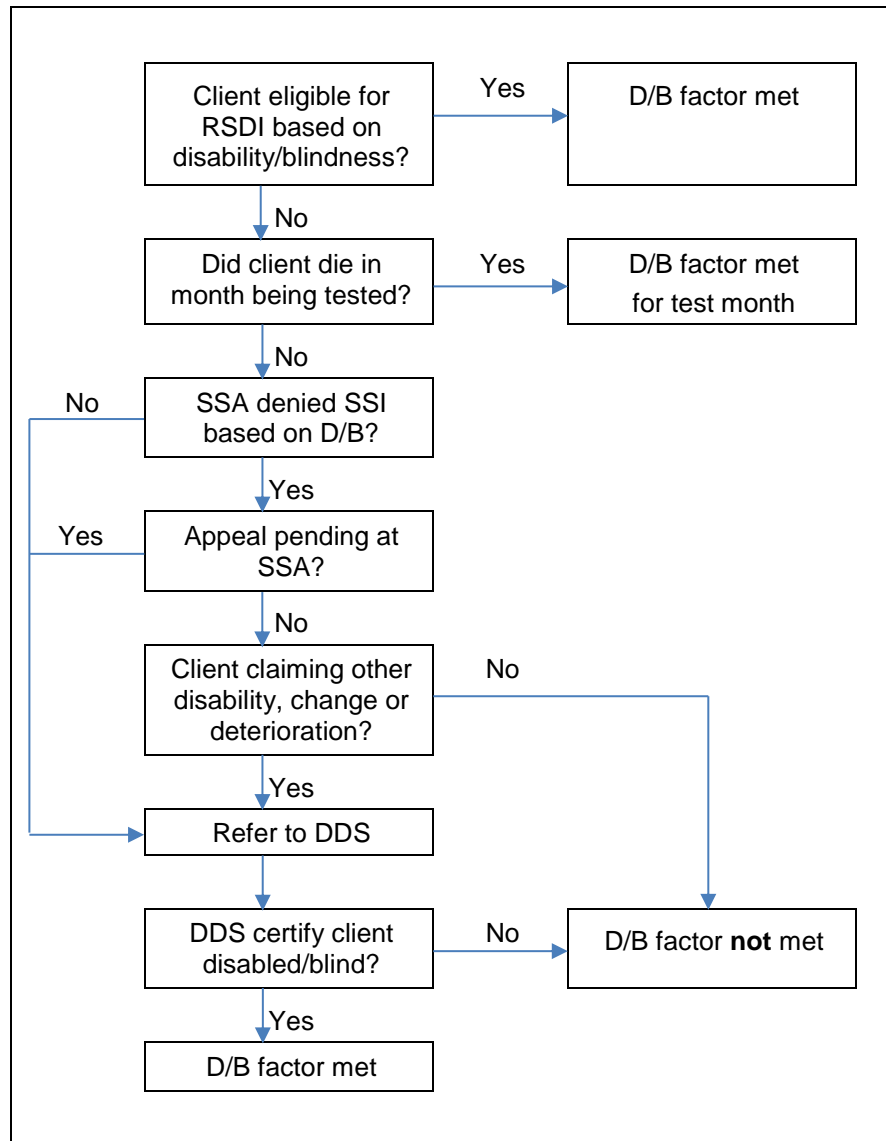 Client eligible for
RSDI based on
disability/blindness?
Yes
D/B factor met
No
Did client die in
month being tested?
Yes
D/B factor met
for test month
No
No
SSA denied SSI
based on D/B?
Yes
Yes
Appeal pending at
SSA?
No
Client claiming other
disability, change or
deterioration?
No
Yes
Refer to DDS
DDS certify client
disabled/blind?
No
D/B factor not met
Yes
D/B factor met